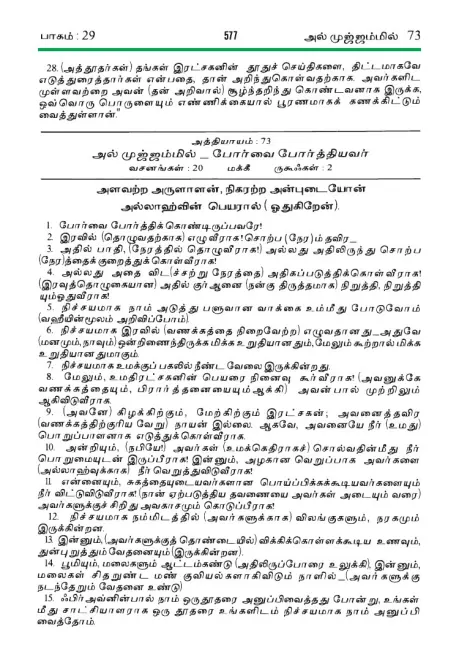 பாகம் : 29 577 அல் முஜ்ஜம்மில் 73
28. (அத்தூதர்கள்) தங்கள் இரட்சகனின் தூதுச் செய்திகளை, திட்டமாகவே
எடுத்துரைத்தார்கள் என்பதை, தான் அறிந்துகொள்வதற்காக. அவர்களிட
முள்ளவற்றை அவன் (தன் அறிவால்) சூழ்ந்தறிந்து கொண்டவனாக இருக்க,
ஒவ்வொரு பொருளையும் எண்ணிக்கையால் பூரணமாகக் கணக்கிட்டும்
வைத்துள்ளான்."
அத்தியாயம் : 73
அல் முஜ்ஜம்மில் _ போர்வை போர்த்தியவர்
வசனங்கள் : 20 மக்கீ ருகூஃகள் : 2
அளவற்ற அருளாளன், நிகரற்ற அன்புடையோன்
அல்லாஹ்வின் பெயரால் ( ஓதுகிறேன்).
1. போர்வை போர்த்திக்கொண்டிருப்பவரே!
2. இரவில் (தொழுவதற்காக) எழுவீராக! சொற்ப (நேர)ம் தவிர_
3. அதில் பாதி, (நேரத்தில் தொழுவீராக!) அல்லது அதிலிருந்து சொற்ப
(நேர)த்தைக்குறைத்துக்கொள்வீராக!
4. அல்லது அதை விட(ச்சற்று நேரத்தை) அதிகப்படுத்திக்கொள்வீராக!
(இரவுத்தொழுகையான) அதில் குர்ஆனை (நன்கு திருத்தமாக) நிறுத்தி, நிறுத்தி
யும்ஓதுவீராக!
5. நிச்சயமாக நாம் அடுத்து பளுவான வாக்கை உம்மீது போடுவோம்
(வஹீயின்மூலம் அறிவிப்போம்).
6. நிச்சயமாக இரவில் (வணக்கத்தை நிறைவேற்ற) எழுவதானது_அதுவே
(மனமும்,நாவும்)ஒன்றிணைந்திருக்க மிக்க உறுதியானதும்,மேலும் கூற்றால் மிக்க
உறுதியானதுமாகும்.
7. நிச்சயமாக உமக்குப் பகலில் நீண்ட வேலை இருக்கின்றது.
8. மேலும், உமதிரட்சகனின் பெயரை நினைவு கூர்வீராக! (அவனுக்கே
வணக்கத்தையும், பிரார்த்தனையையும்ஆக்கி) அவன்பால் முற்றிலும்
ஆகிவிடுவீராக.
9. (அவனே) கிழக்கிற்கும், மேற்கிற்கும் இரட்சகன்; அவனைத்தவிர
(வணக்கத்திற்குரிய வேறு) நாயன் இல்லை. ஆகவே, அவனையே நீர் (உமது)
பொறுப்பாளனாக எடுத்துக்கொள்வீராக.
10. அன்றியும், (நபியே!) அவர்கள் (உமக்கெதிராகச்) சொல்வதின்மீது நீர்
பொறுமையுடன் இருப்பீராக! இன்னும், அழகான வெறுப்பாக அவர்களை
(அல்லாஹ்வுக்காக) நீர் வெறுத்துவிடுவீராக!
11. என்னையும், சுகத்தையுடையவர்களான பொய்ப்பிக்கக்கூடியவர்களையும்
நீர் விட்டுவிடுவீராக! (நான் ஏற்படுத்திய தவணையை அவர்கள் அடையும் வரை)
அவர்களுக்குச் சிறிது அவகாசமும் கொடுப்பீராக!
12. நிச்சயமாக நம்மிடத்தில் (அவர்களுக்காக) விலங்குகளும், நரகமும்
இருக்கின்றன.
13. இன்னும்,(அவர்களுக்குத் தொண்டையில்) விக்கிக்கொள்ளக்கூடிய உணவும்,
துன்புறுத்தும் வேதனையும் (இருக்கின்றன).
14. பூமியும், மலைகளும் ஆட்டம்கண்டு (அதிலிருப்போரை உலுக்கி), இன்னும்,
மலைகள் சிதறுண்ட மண் குவியல்களாகிவிடும் நாளில்_(அவர்களுக்கு
நடந்தேறும் வேதனை உண்டு)
15. ஃபிர்அவ்னின்பால் நாம் ஒருதூதரை அனுப்பிவைத்தது போன்று, உங்கள்
மீது சாட்சியாளராக ஒரு தூதரை உங்களிடம் நிச்சயமாக நாம் அனுப்பி
வைத்தோம்.